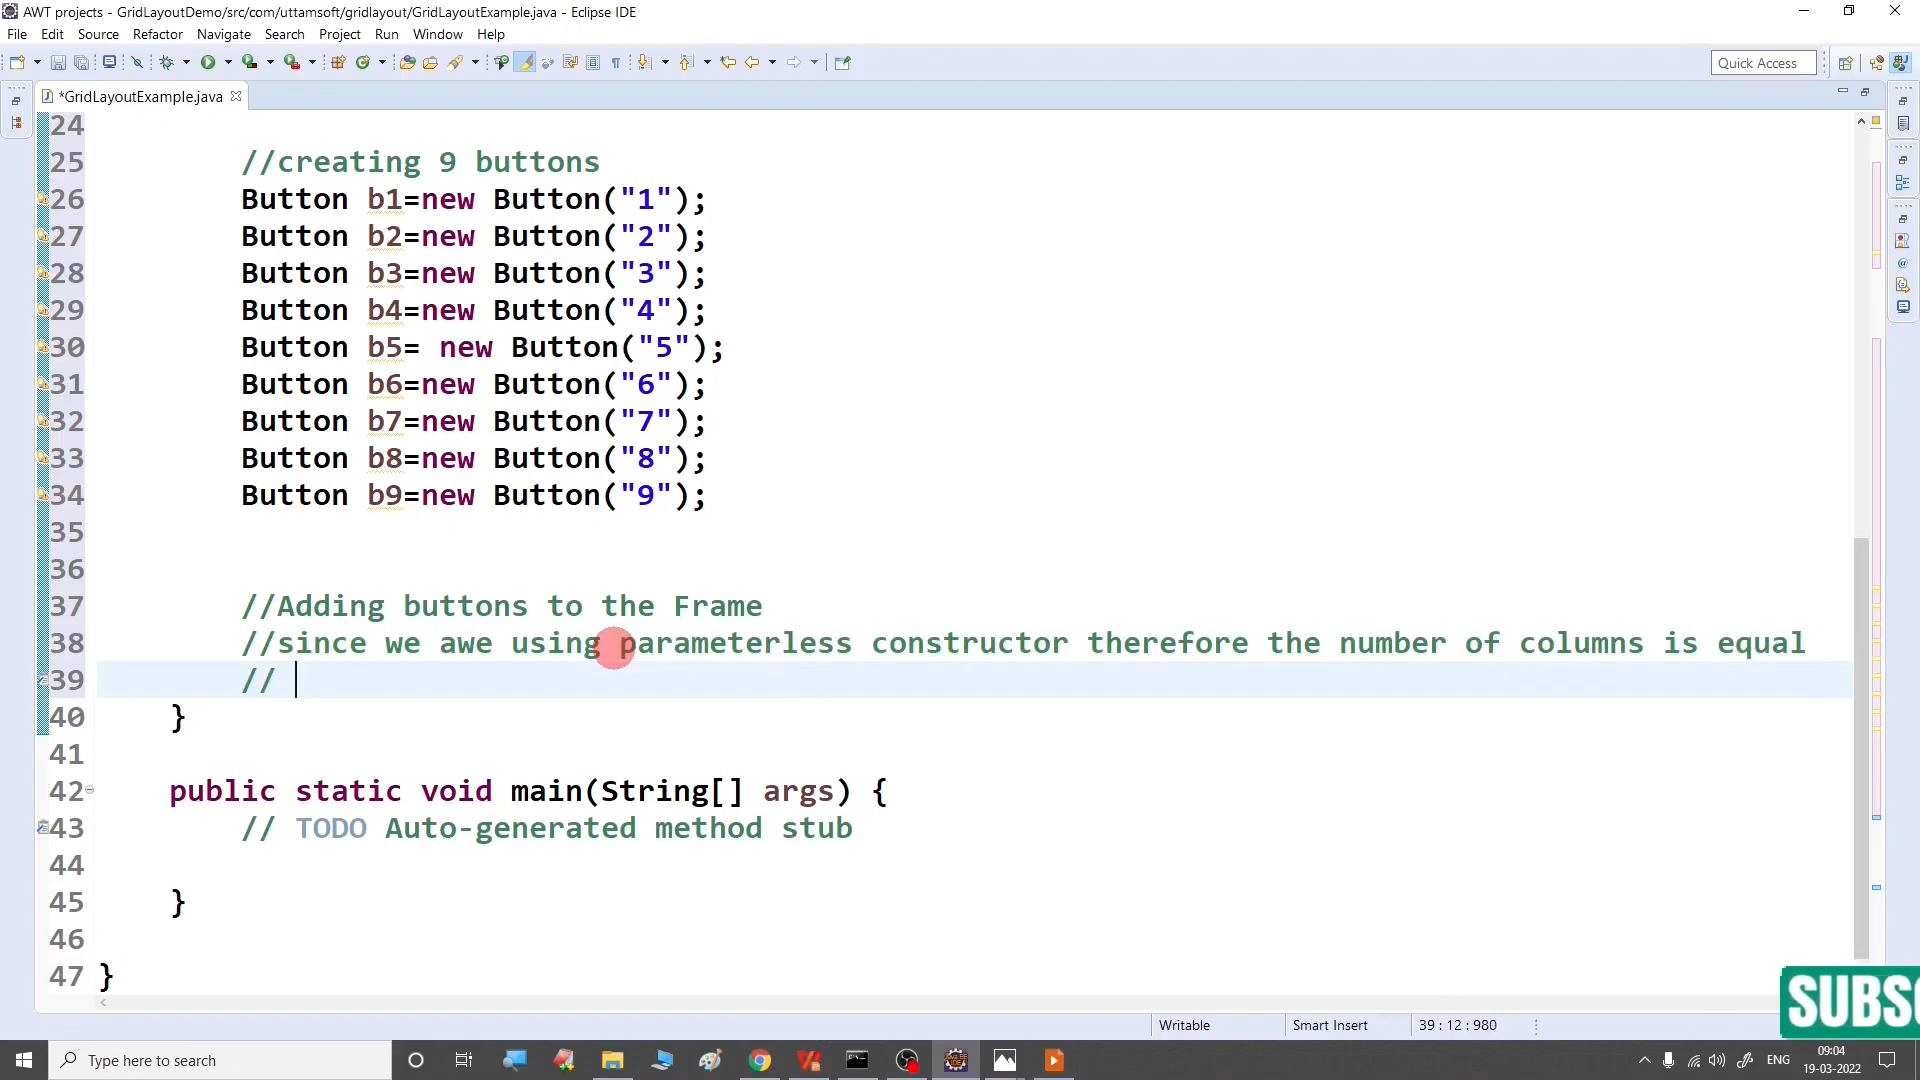 AWT projects - GridLayoutDemo/src/com/uttamsoft/gridlayout/GridLayoutExample.java - Eclipse IDE
File Edit Source Refactor Navigate Search Project Run Window Help
Quick Access
*GridLayoutExample.java
24
25 //creating 9 buttons
26 Button b1=new Button("1");
27 Button b2=new Button("2");
28 Button b3=new Button("3");
29 Button b4=new Button("4");
30 Button b5= new Button("5");
31 Button b6=new Button("6");
32 Button b7=new Button("7");
33 Button b8=new Button("8");
34 Button b9=new Button("9");
35
36
37 //Adding buttons to the Frame
38 //since we awe using parameterless constructor therefore the number of columns is equal
39 //
40 }
41
42 public static void main(String[] args) {
43 // TODO Auto-generated method stub
44
45 }
46
47 }
SUBSC
Writable Smart Insert 39 : 12 : 980
Type here to search
ENG
09:04
19-03-2022